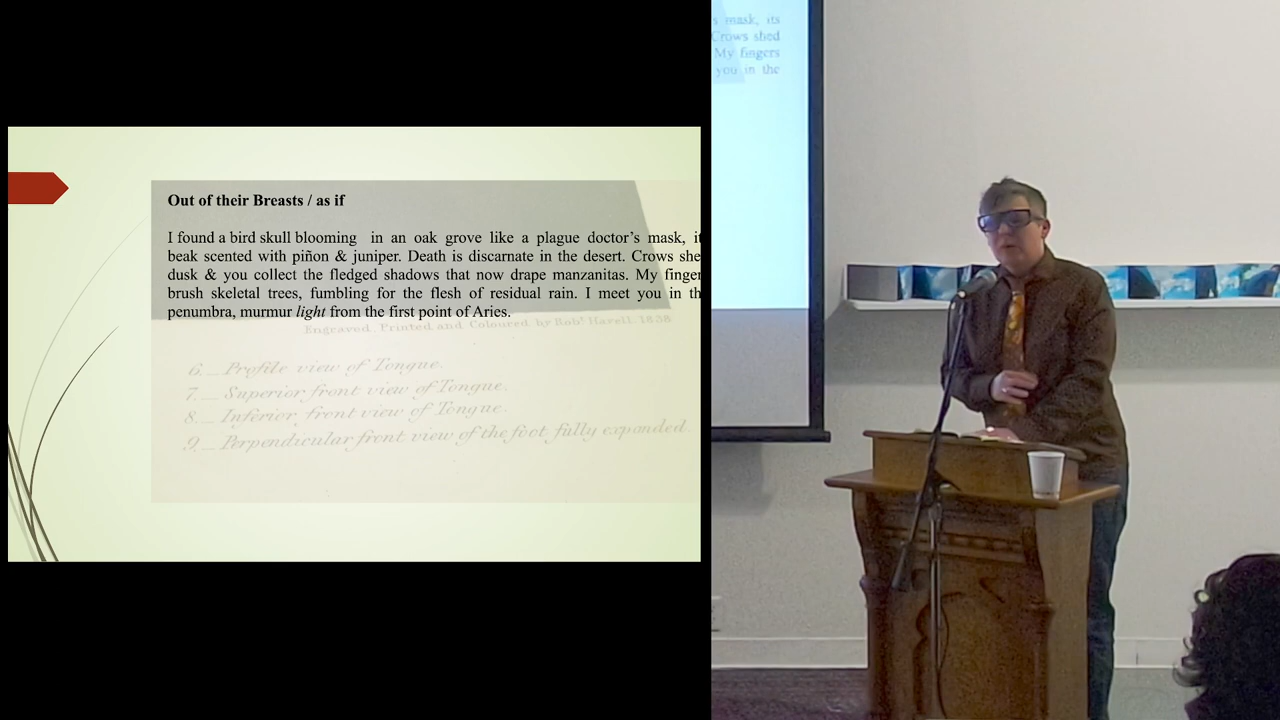 Out of their Breasts / as if
I found a bird skull blooming in an oak grove like a plague doctor's mask, it
beak scented with piñon & juniper. Death is discarnate in the desert. Crows she
dusk & you collect the fledged shadows that now drape manzanitas. My finger
brush skeletal trees, fumbling for the flesh of residual rain. I meet you in th
penumbra, murmur light from the first point of Aries.
Engraved, Printed and Coloured by Robt Havell 1838
6._ Profile view of Tongue.
7._ Superior front view of Tongue.
8._ Inferior front view of Tongue.
9._ Perpendicular front view of the foot fully expanded.
s mask, its
Crows shed
My fingers
you in the